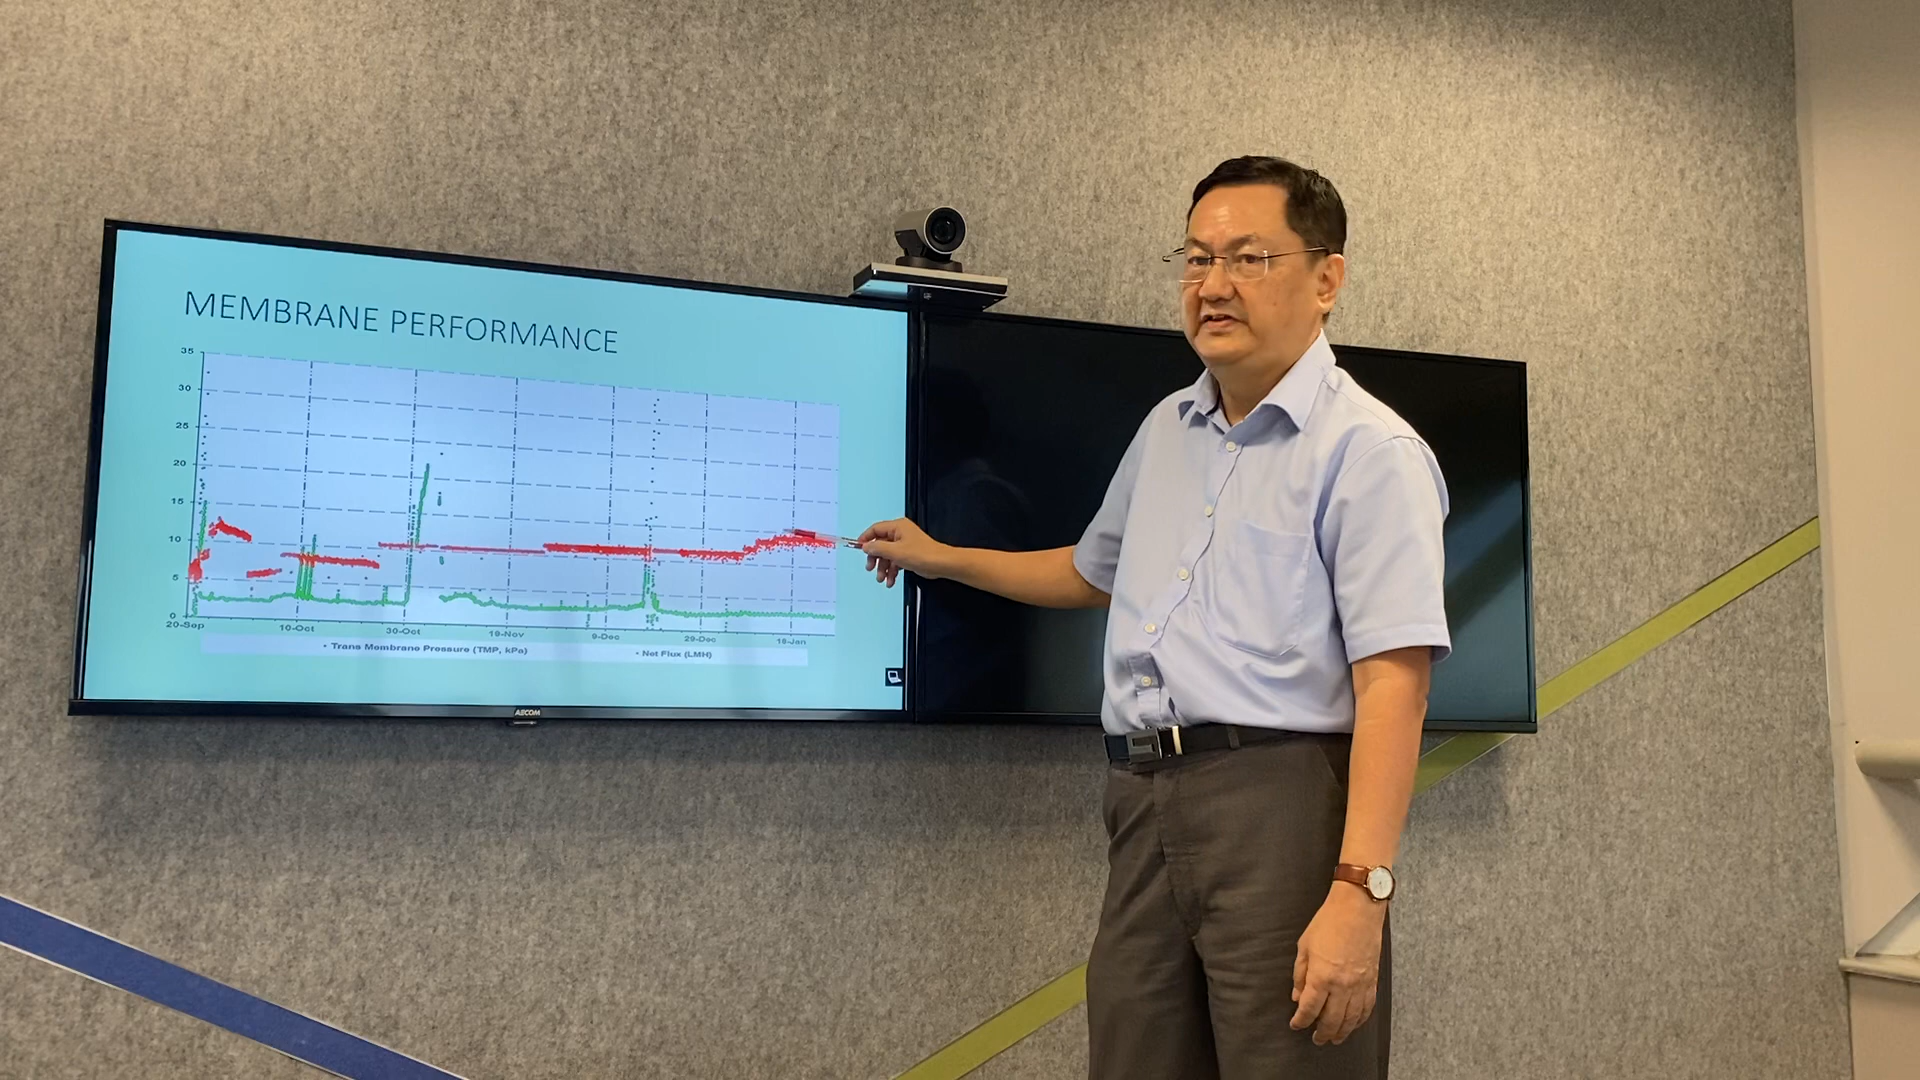 MEMBRANE PERFORMANCE
35
30
25
20
15
10
5
0
20-Sep 10-Oct 30-Oct 19-Nov 9-Dec 29-Dec 18-Jan
• Trans Membrane Pressure (TMP, kPa) • Net Flux (LMH)
AECOM